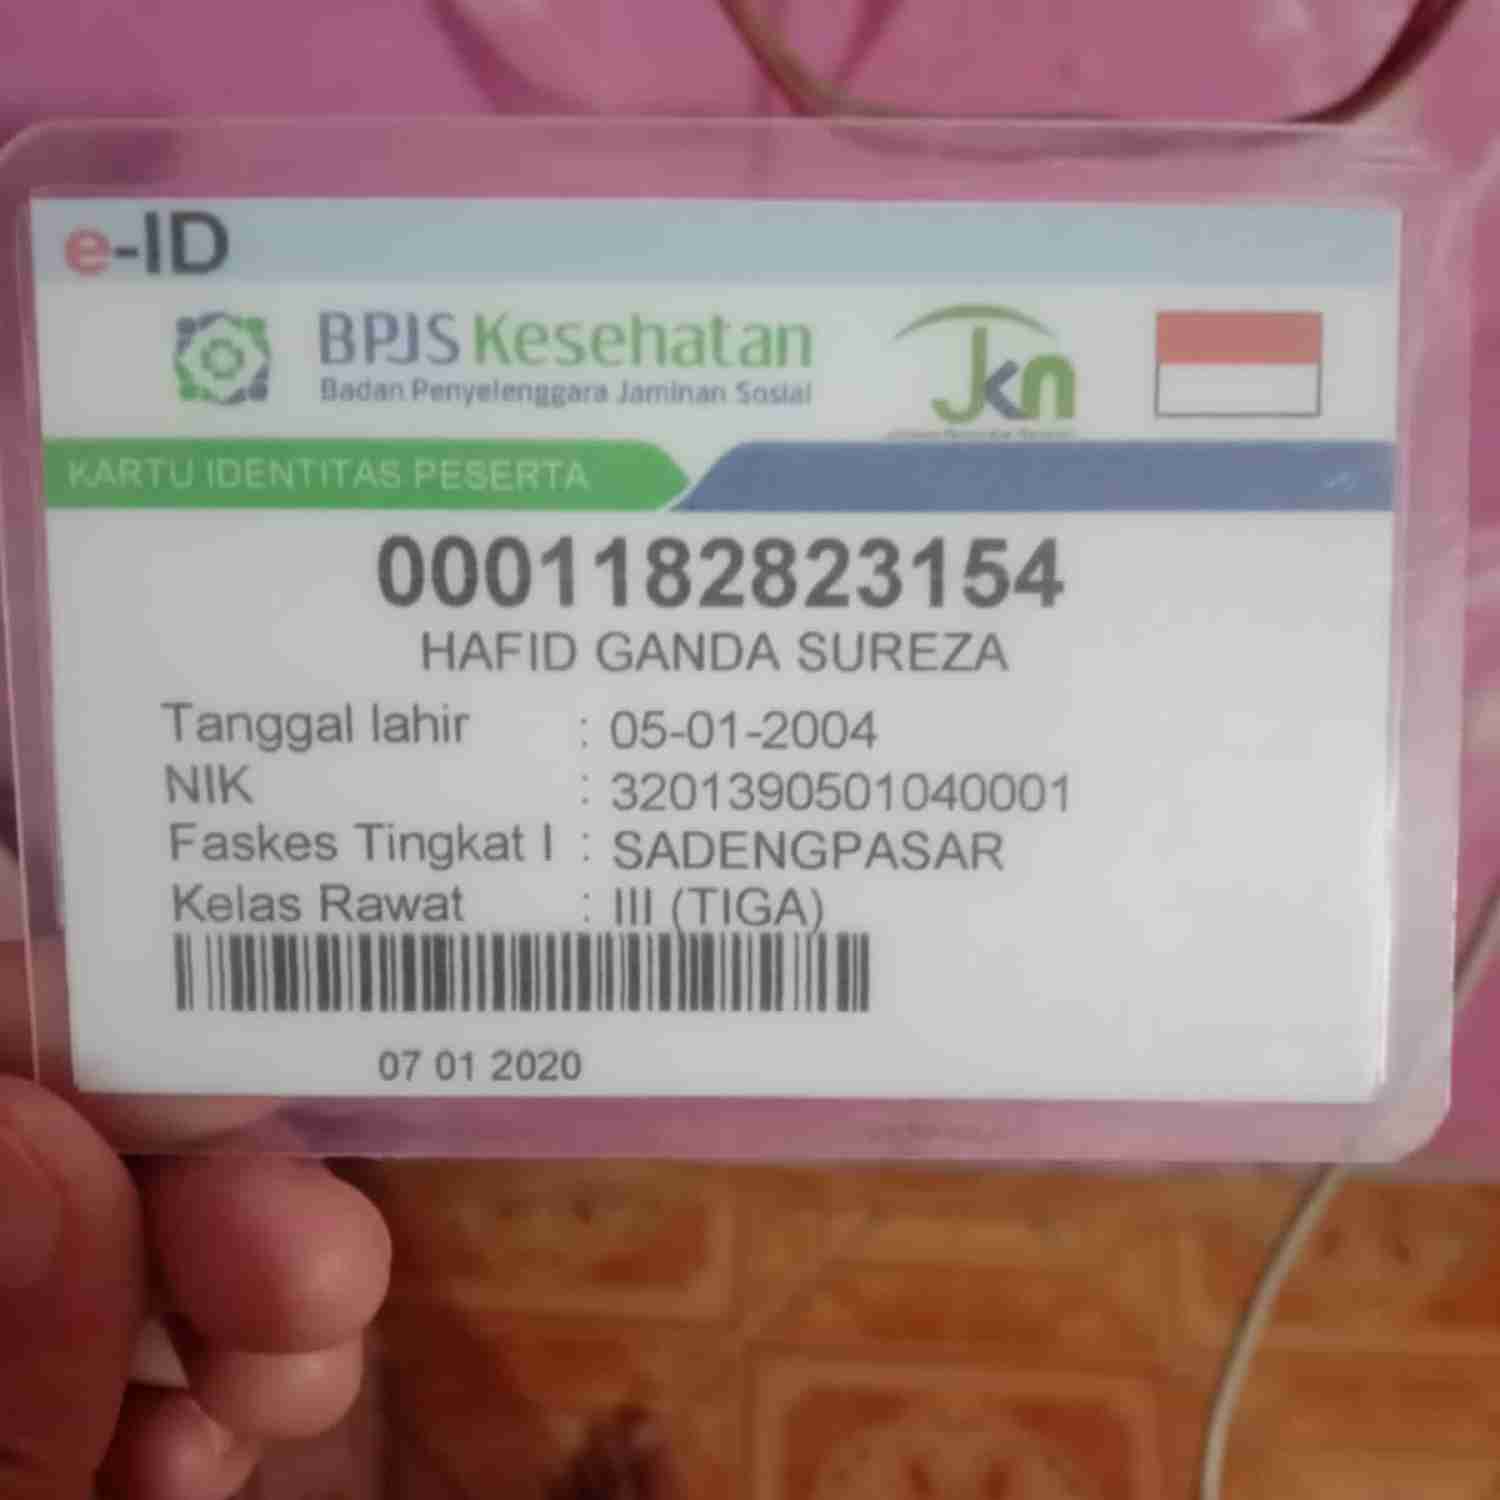 e-ID
BPJS Kesehatan
Badan Penyelenggara Jaminan Sosial
Jkn
KARTU IDENTITAS PESERTA
0001182823154
HAFID GANDA SUREZA
Tanggal lahir : 05-01-2004
NIK : 3201390501040001
Faskes Tingkat I : SADENGPASAR
Kelas Rawat : III (TIGA)
07 01 2020